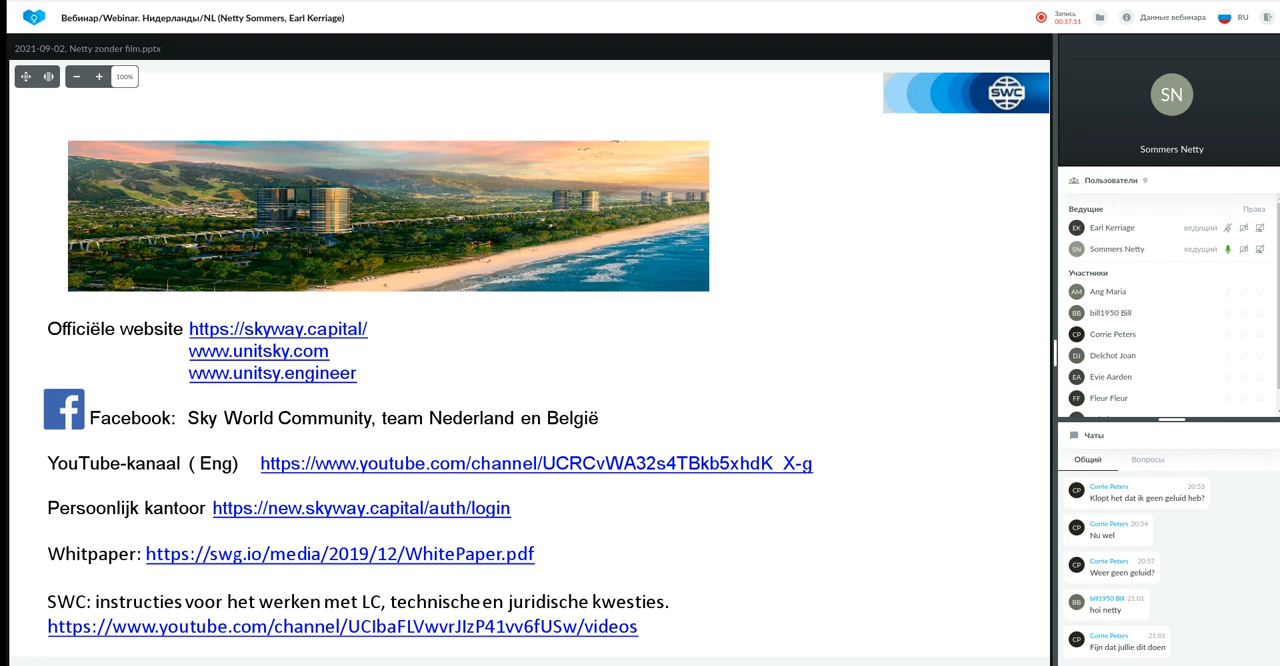 Вебинар/Webinar. Нидерланды/NL (Netty Sommers, Earl Kerriage)
Запись
00:37:51
Данные вебинара
RU
2021-09-02, Netty zonder film.pptx
100%
SWC
Officiële website https://skyway.capital/
www.unitsky.com
www.unitsy.engineer
Facebook: Sky World Community, team Nederland en België
YouTube-kanaal ( Eng) https://www.youtube.com/channel/UCRCvWA32s4TBkb5xhdK_X-g
Persoonlijk kantoor https://new.skyway.capital/auth/login
Whitpaper: https://swg.io/media/2019/12/WhitePaper.pdf
SWC: instructies voor het werken met LC, technische en juridische kwesties.
https://www.youtube.com/channel/UCIbaFLVwvrJIzP41vv6fUSw/videos
SN
Sommers Netty
Пользователи 9
Ведущие Права
EK Earl Kerriage ведущий
SN Sommers Netty ведущий
Участники
AM Ang Maria
BB bill1950 Bill
CP Corrie Peters
DJ Delchot Joan
EA Evie Aarden
FF Fleur Fleur
Чаты
Общий Вопросы
CP Corrie Peters 20:53
Klopt het dat ik geen geluid heb?
CP Corrie Peters 20:54
Nu wel
CP Corrie Peters 20:57
Weer geen geluid?
BB bill1950 Bill 21:01
hoi netty
CP Corrie Peters 21:01
Fijn dat jullie dit doen